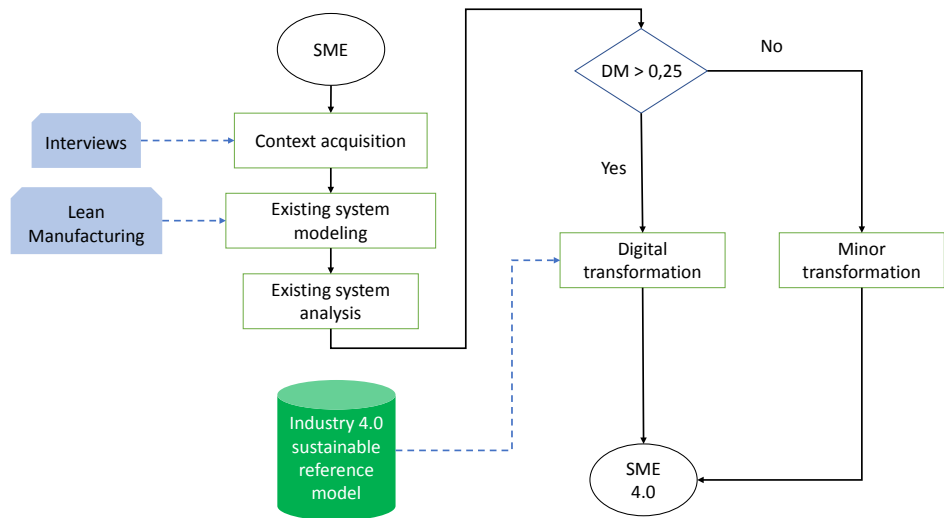 SME
Interviews
Context acquisition
Lean
Manufacturing
Existing system
modeling
Existing system
analysis
Industry 4.0
sustainable
reference
model
DM > 0,25
No
Yes
Digital
transformation
Minor
transformation
SME
4.0